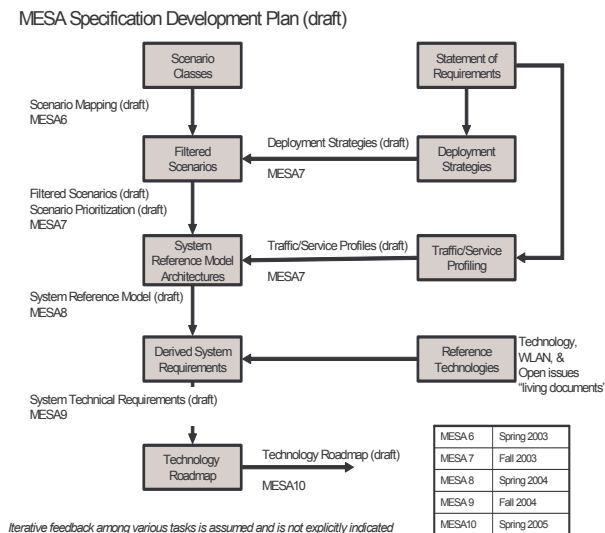 MESA Specification Development Plan (draft)
Scenario
Classes
Statement of
Requirements
Scenario Mapping (draft)
MESA6
Filtered
Scenarios
Deployment Strategies (draft)
MESA7
Deployment
Strategies
Filtered Scenarios (draft)
Scenario Prioritization (draft)
MESA7
System
Reference Model
Architectures
Traffic/Service Profiles (draft)
MESA7
Traffic/Service
Profiling
System Reference Model (draft)
MESA8
Derived System
Requirements
Reference
Technologies
Technology,
WLAN, &
Open issues
"living documents"
System Technical Requirements (draft)
MESA9
Technology
Roadmap
Technology Roadmap (draft)
MESA10
MESA 6 Spring 2003
MESA 7 Fall 2003
MESA 8 Spring 2004
MESA 9 Fall 2004
MESA10 Spring 2005
Iterative feedback among various tasks is assumed and is not explicitly indicated